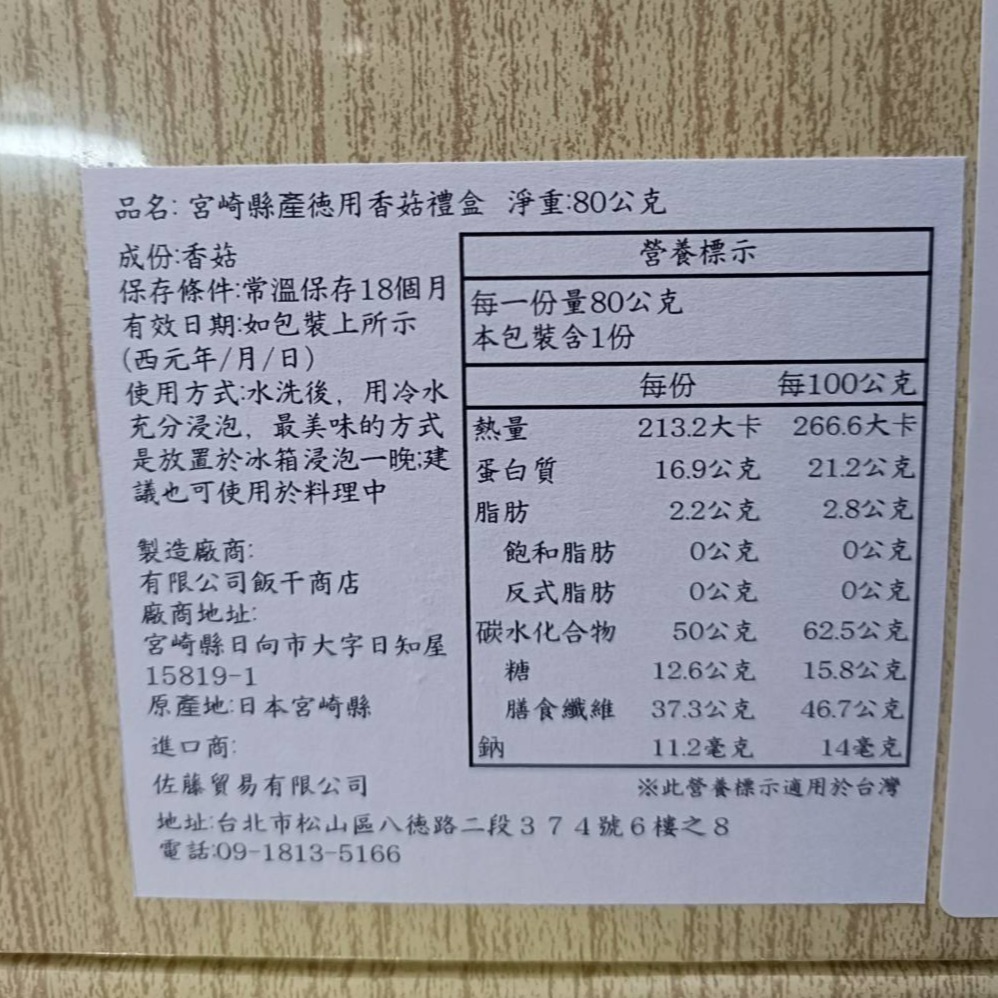 品名: 宮崎縣產德用香菇禮盒 淨重:80公克
成份:香菇
保存條件:常溫保存18個月
有效日期:如包裝上所示
(西元年/月/日)
使用方式:水洗後，用冷水
充分浸泡，最美味的方式
是放置於冰箱浸泡一晚;建
議也可使用於料理中
製造廠商:
有限公司飯干商店
廠商地址:
宮崎縣日向市大字日知屋
15819-1
原產地:日本宮崎縣
進口商:
佐藤貿易有限公司
地址:台北市松山區八德路二段374號6樓之8
電話:09-1813-5166
營養標示
每一份量80公克
本包裝含1份
每份 每100公克
熱量 213.2大卡 266.6大卡
蛋白質 16.9公克 21.2公克
脂肪 2.2公克 2.8公克
飽和脂肪 0公克 0公克
反式脂肪 0公克 0公克
碳水化合物 50公克 62.5公克
糖 12.6公克 15.8公克
膳食纖維 37.3公克 46.7公克
鈉 11.2毫克 14毫克
※此營養標示適用於台灣